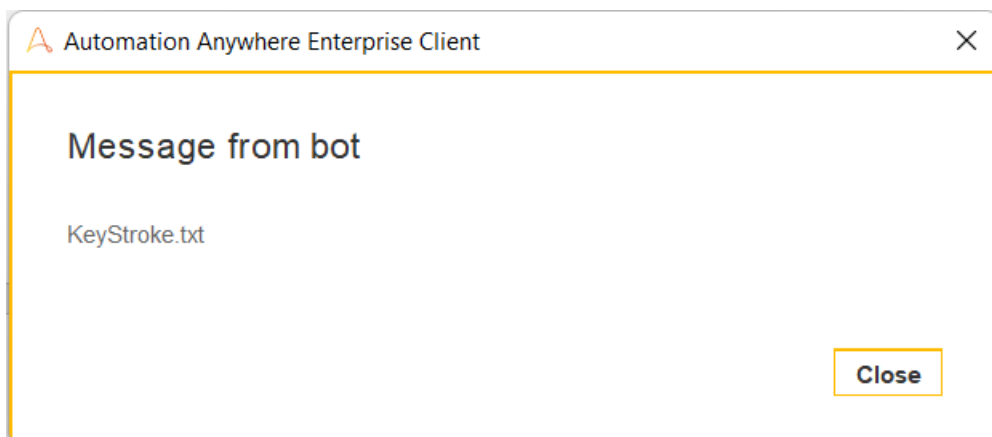 Automation Anywhere Enterprise Client
Message from bot
KeyStroke.txt
Close